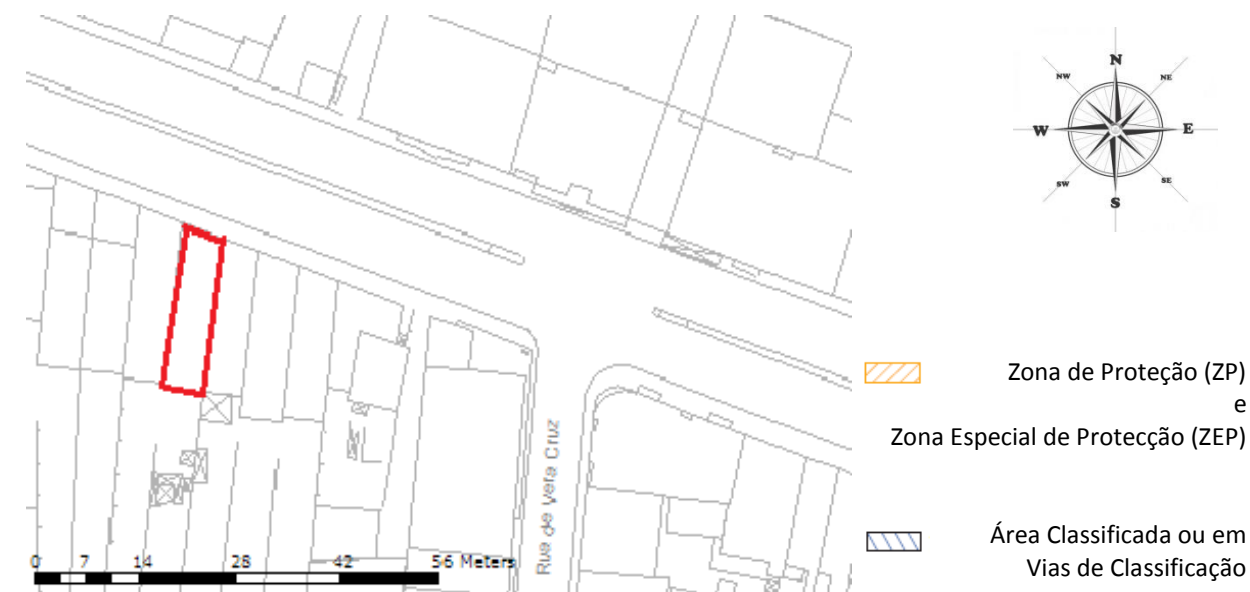 N
NW
NE
W
E
SW
SE
S
Zona de Proteção (ZP)
e
Zona Especial de Protecção (ZEP)
Rua de Vera Cruz
Área Classificada ou em
Vias de Classificação
0 7 14 28 42 56 Meters